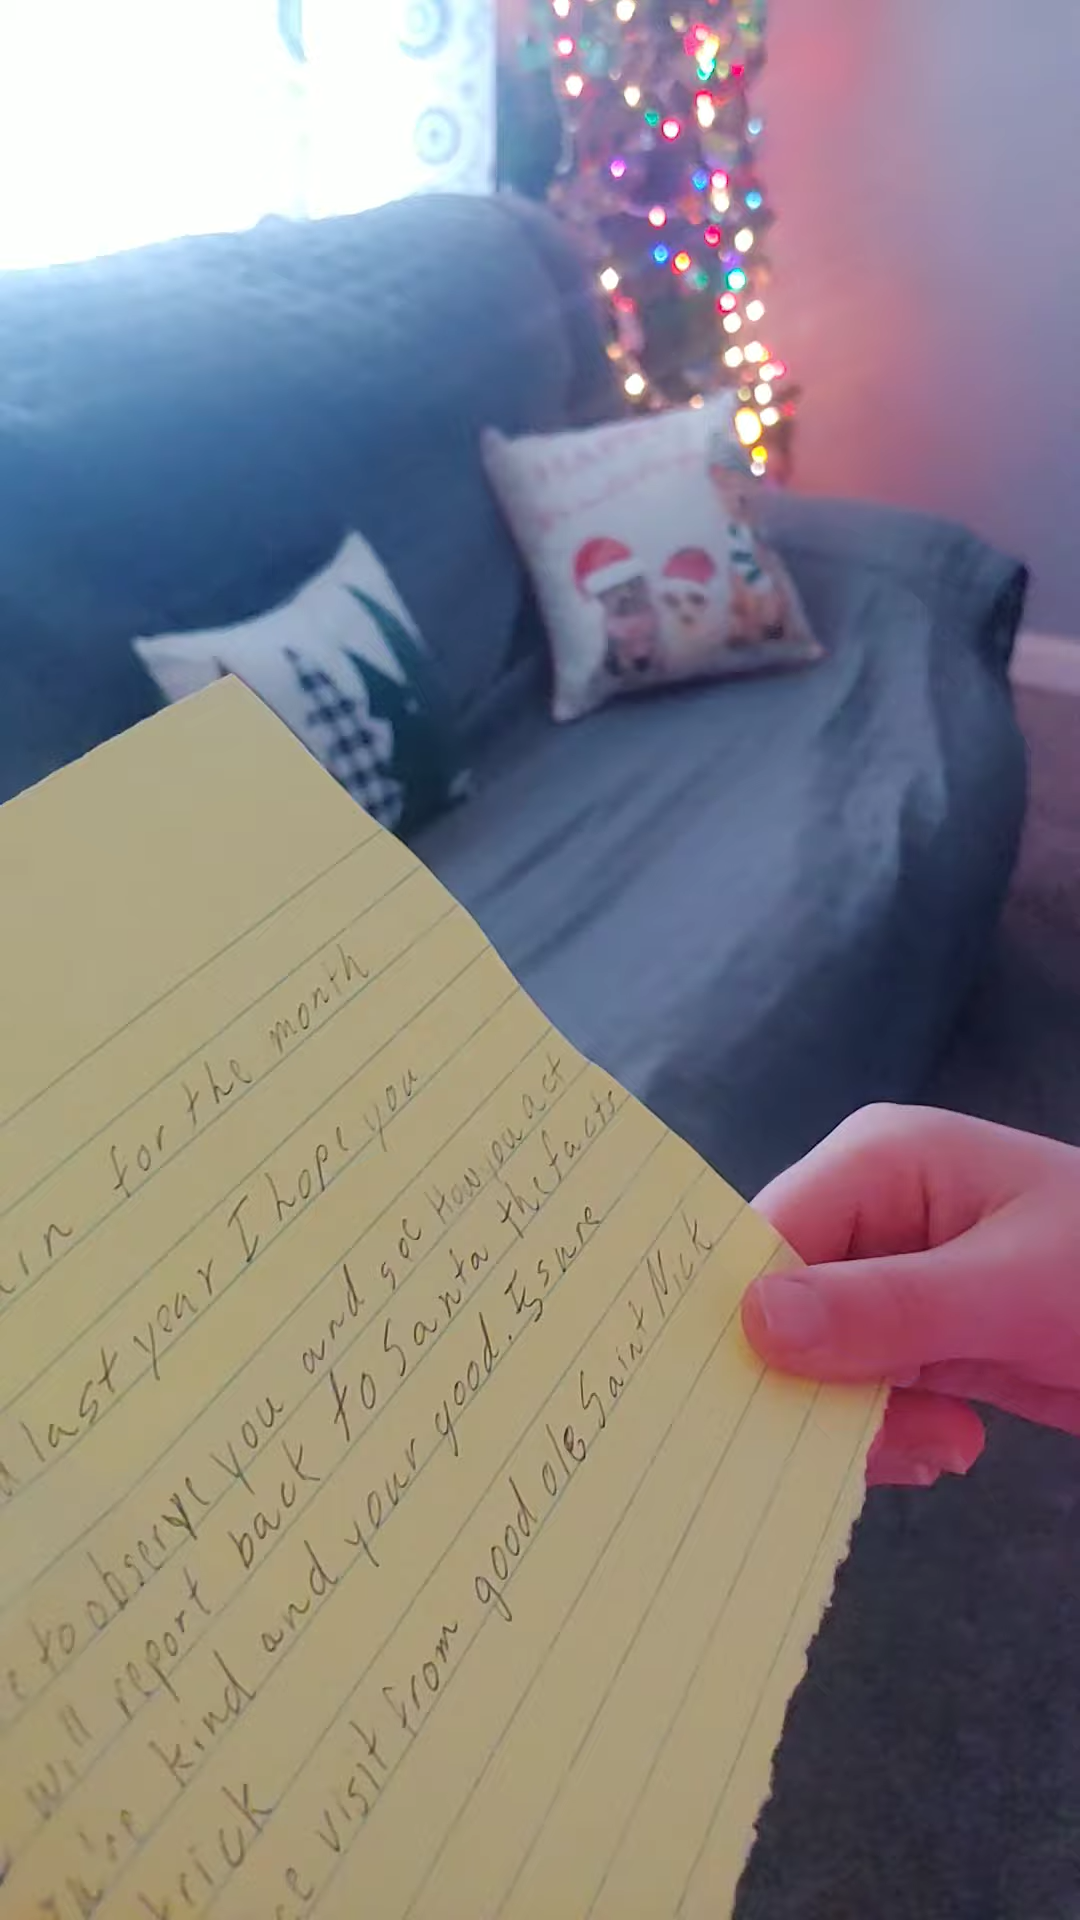 HAPPY
in for the month
last year I hope you
to observe you and see How you act
will report back to Santa the facts
kind and your good. I sure
trick
visit from good ole Saint Nick